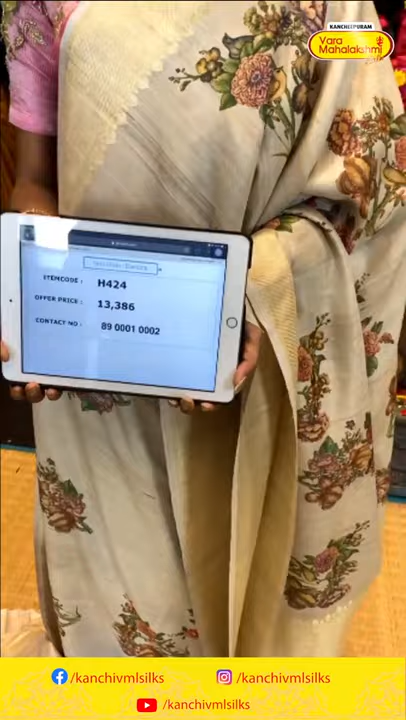 KANCHEEPURAM
Vara
Mahalakshmi
ITEMCODE : H424
OFFER PRICE : 13,386
CONTACT NO : 89 0001 0002
/kanchivmlsilks
/kanchivmlsilks
/kanchivmlsilks